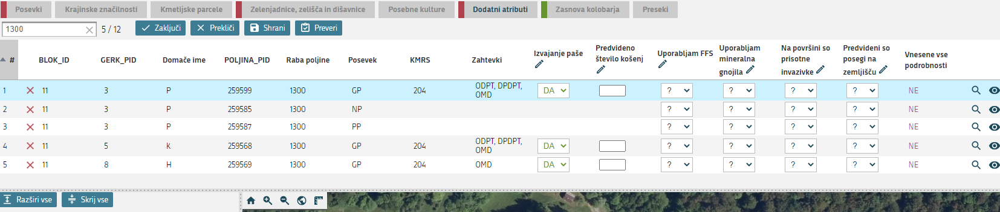 Posevki Krajinske značilnosti Kmetijske parcele Zelenjadnice, zelišča in dišavnice Posebne kulture Dodatni atributi Zasnova kolobarja Preseki
1300 5 / 12 Zaključi Prekliči Shrani Preveri
# BLOK_ID GERK_PID Domače ime POLJINA_PID Raba poljine Posevek KMRS Zahtevki Izvajanje paše Predvideno število košenj Uporabljam FFS Uporabljam mineralna gnojila Na površini so prisotne invazivke Predvideni so posegi na zemljišču Vnesene vse podrobnosti
1 11 3 P 259599 1300 GP 204 ODPT, DPDPT, OMD DA ? ? ? ? NE
2 11 3 P 259585 1300 NP ? ? ? ? NE
3 11 3 P 259587 1300 PP ? ? ? ? NE
4 11 5 K 259568 1300 GP 204 ODPT, DPDPT, OMD DA ? ? ? ? NE
5 11 8 H 259569 1300 GP 204 OMD DA ? ? ? ? NE
Razširi vse Skrij vse